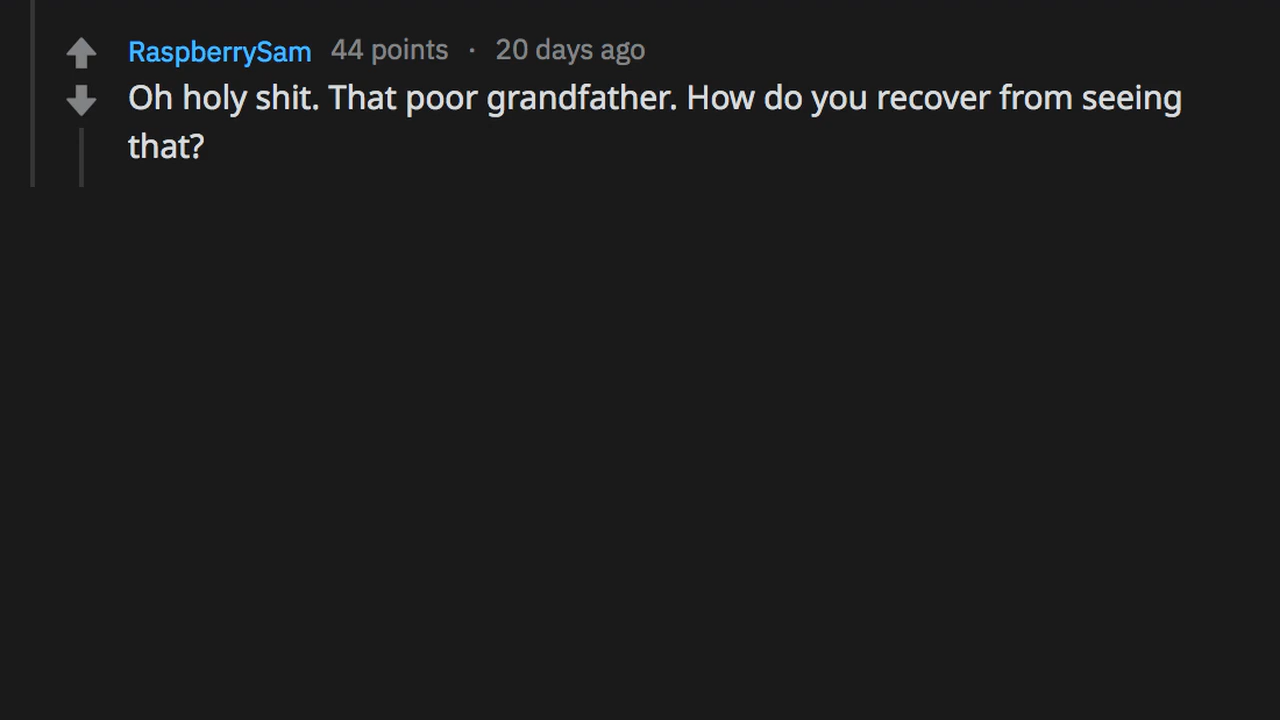 RaspberrySam 44 points · 20 days ago
Oh holy shit. That poor grandfather. How do you recover from seeing
that?